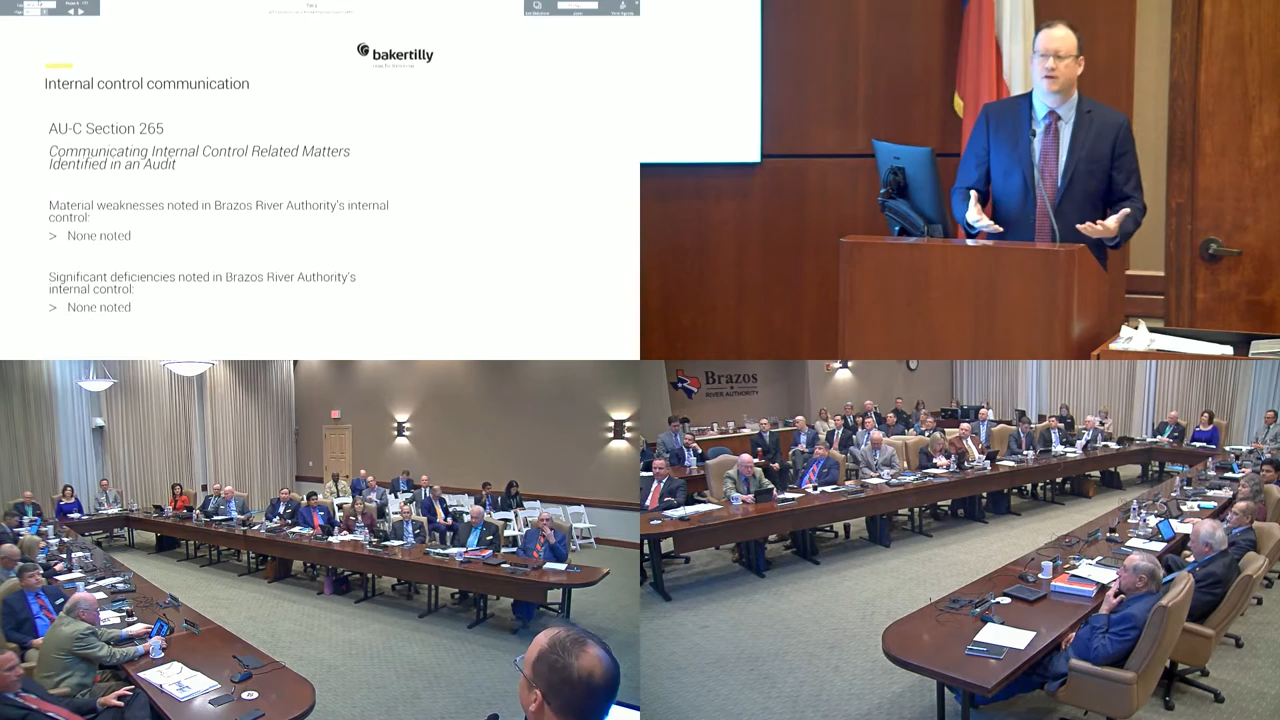 bakertilly
Internal control communication
AU-C Section 265
Communicating Internal Control Related Matters
Identified in an Audit
Material weaknesses noted in Brazos River Authority's internal
control:
> None noted
Significant deficiencies noted in Brazos River Authority's
internal control:
> None noted
Brazos
RIVER AUTHORITY